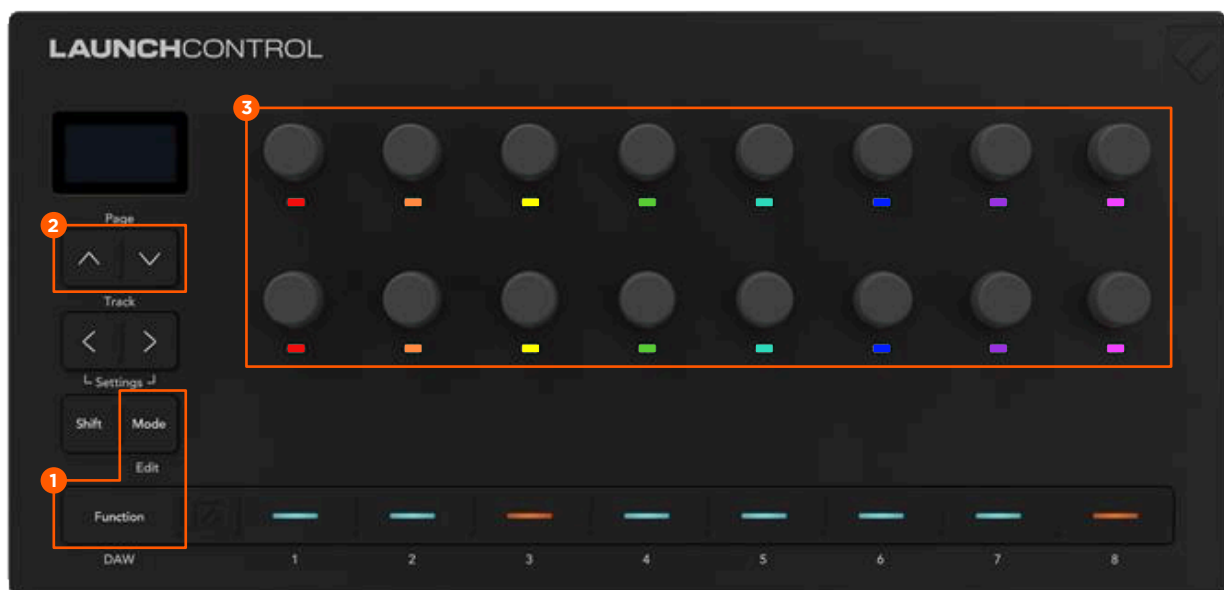 LAUNCHCONTROL
3
Page
2
Track
Settings
Shift Mode
Edit
1
Function
DAW 1 2 3 4 5 6 7 8